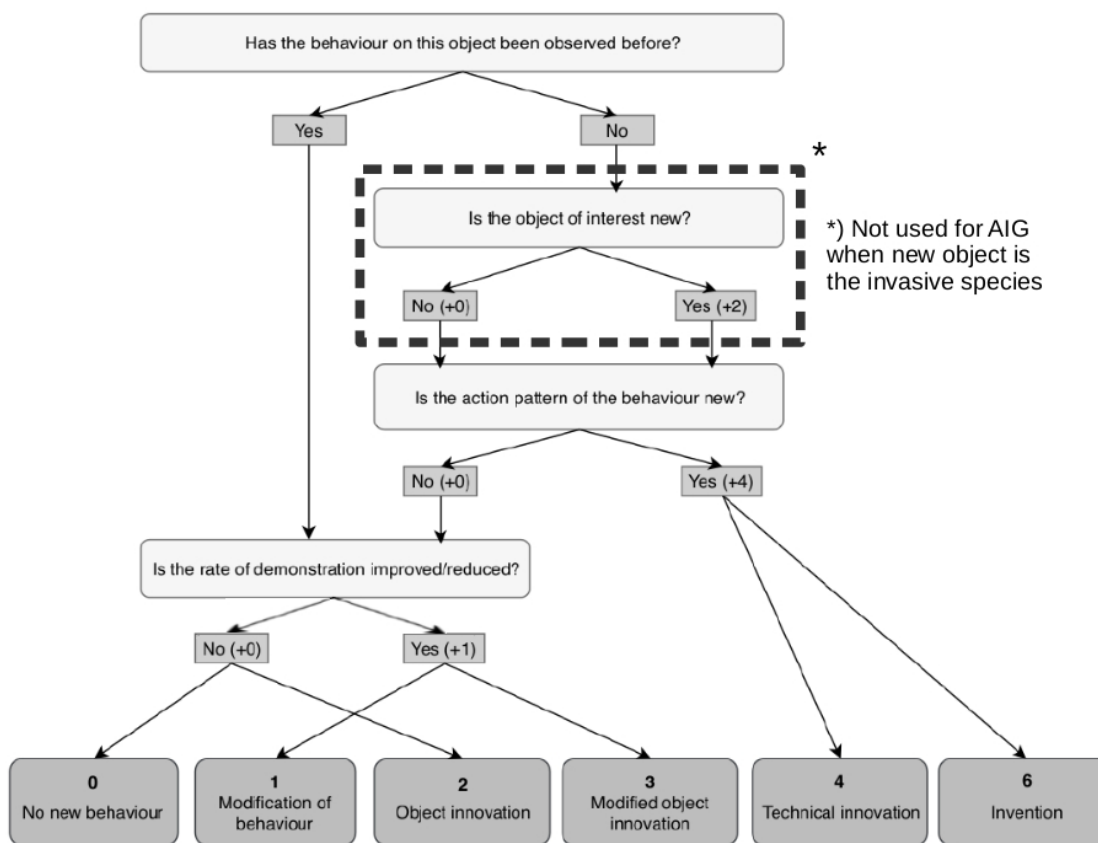 Has the behaviour on this object been observed before?
Yes
No
*
Is the object of interest new?
*) Not used for AIG
when new object is
the invasive species
No (+0)
Yes (+2)
Is the action pattern of the behaviour new?
No (+0)
Yes (+4)
Is the rate of demonstration improved/reduced?
No (+0)
Yes (+1)
0
No new behaviour
1
Modification of
behaviour
2
Object innovation
3
Modified object
innovation
4
Technical innovation
6
Invention